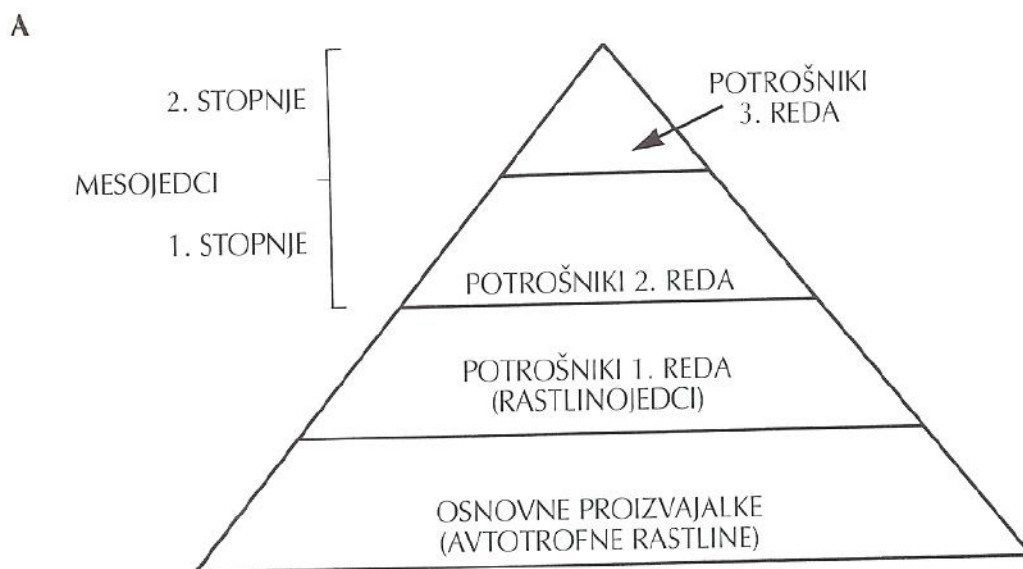 A
2. STOPNJE
MESOJEDCI
1. STOPNJE
POTROŠNIKI
3. REDA
POTROŠNIKI 2. REDA
POTROŠNIKI 1. REDA
(RASTLINOJEDCI)
OSNOVNE PROIZVAJALKE
(AVTOTROFNE RASTLINE)